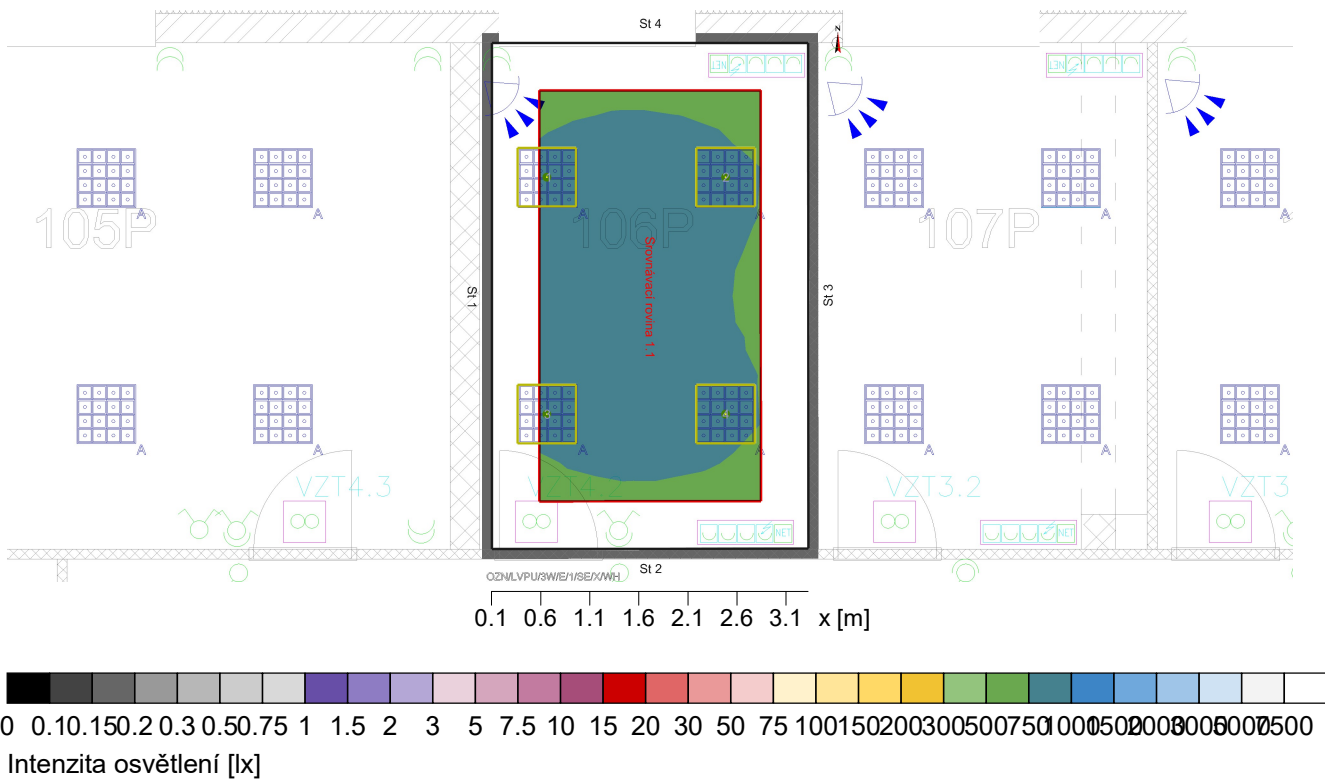 St 4
N
NET
NET
105P
106P
107P
Srovnávací rovina 1.1
St 1
St 3
A
A
A
A
A
A
A
A
A
A
A
A
VZT4.3
VZT4.2
VZT3.2
VZT3
NET
NET
St 2
OZN/LVPU/3W/E/1/SE/X/WH
0.1 0.6 1.1 1.6 2.1 2.6 3.1 x [m]
0 0.1 0.15 0.2 0.3 0.5 0.75 1 1.5 2 3 5 7.5 10 15 20 30 50 75 100 150 200 300 500 750 1000 1500 2000 3000 5000 7500
Intenzita osvětlení [lx]